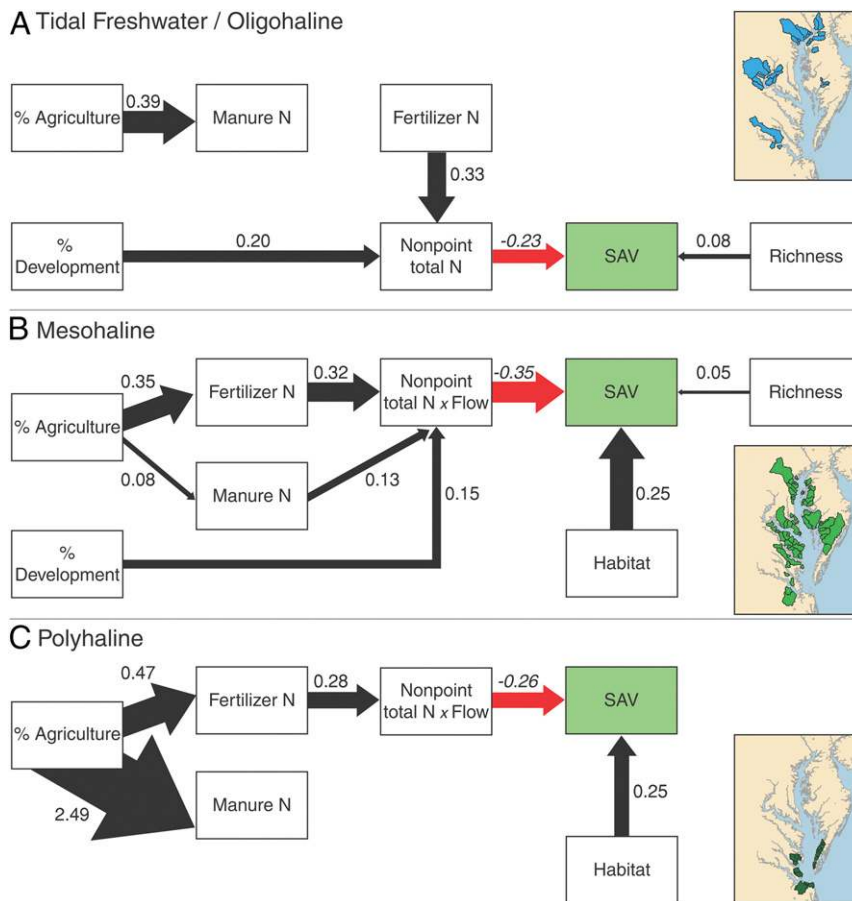 A Tidal Freshwater / Oligohaline
% Agriculture
0.39
Manure N
Fertilizer N
0.33
%
Development
0.20
Nonpoint
total N
-0.23
SAV
0.08
Richness
B Mesohaline
% Agriculture
0.35
Fertilizer N
0.32
Nonpoint
total N x Flow
-0.35
SAV
0.05
Richness
0.08
Manure N
0.13
0.15
0.25
%
Development
Habitat
C Polyhaline
% Agriculture
0.47
Fertilizer N
0.28
Nonpoint
total N x Flow
-0.26
SAV
2.49
Manure N
0.25
Habitat